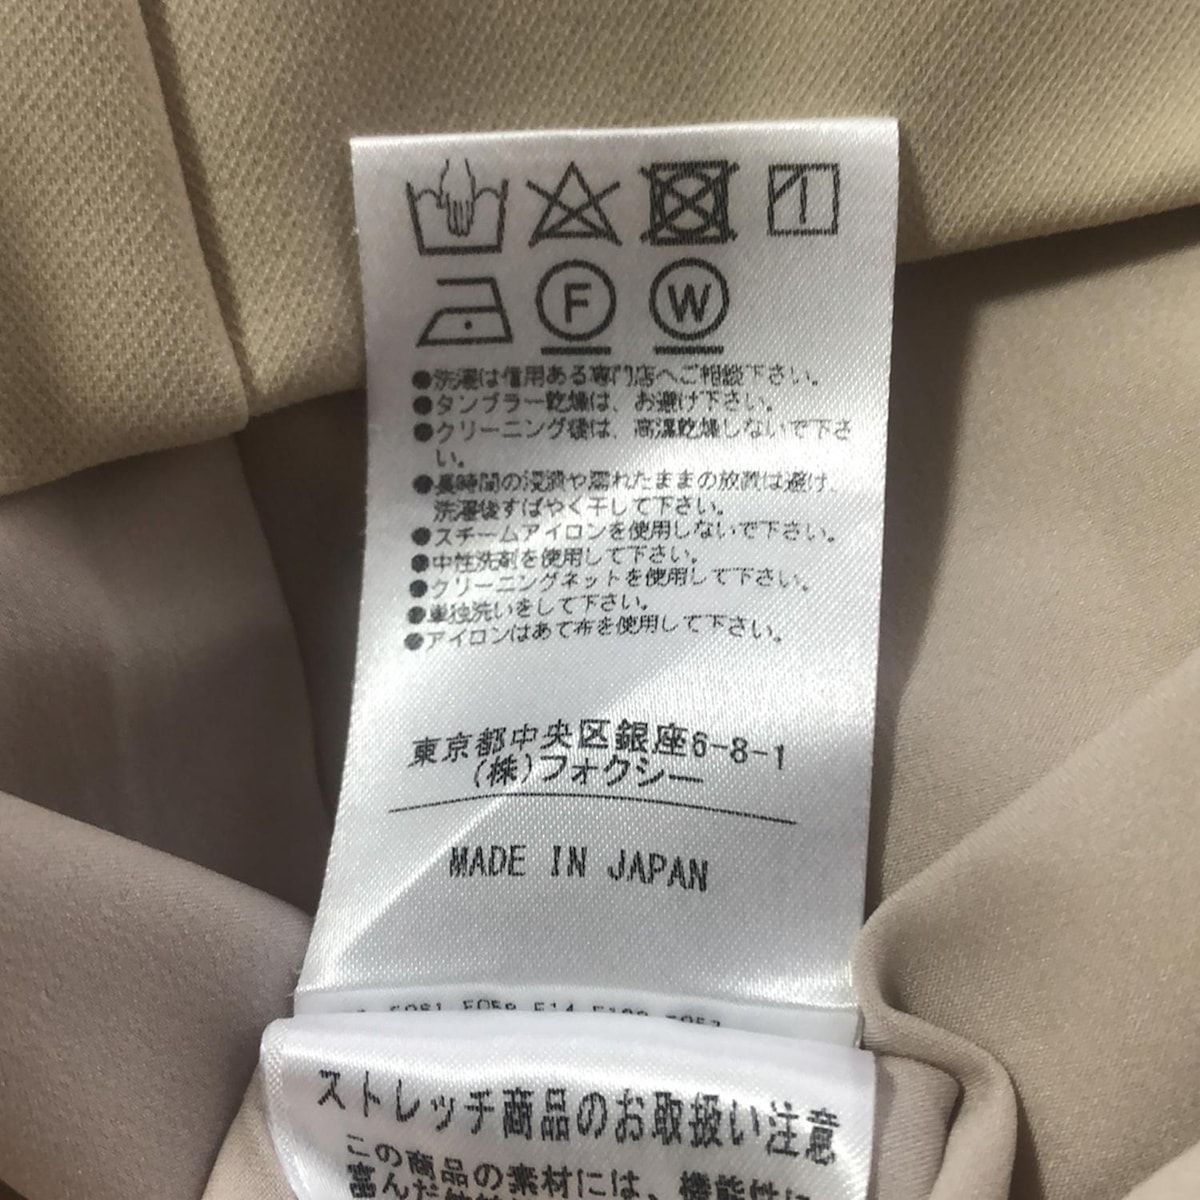 F W
●洗濯は信用ある専門店へご相談下さい。
●タンブラー乾燥は、お避け下さい。
●クリーニング後は、高温乾燥しないで下さ
い。
●長時間の浸漬や濡れたままの放置は避け、
洗濯後すばやく干して下さい。
●スチームアイロンを使用しないで下さい。
●中性洗剤を使用して下さい。
●クリーニングネットを使用して下さい。
●単独洗いをして下さい。
●アイロンはあて布を使用して下さい。
東京都中央区銀座6-8-1
(株)フォクシー
MADE IN JAPAN
ストレッチ商品のお取扱い注意
この商品の素材には、機能性に
富んだ